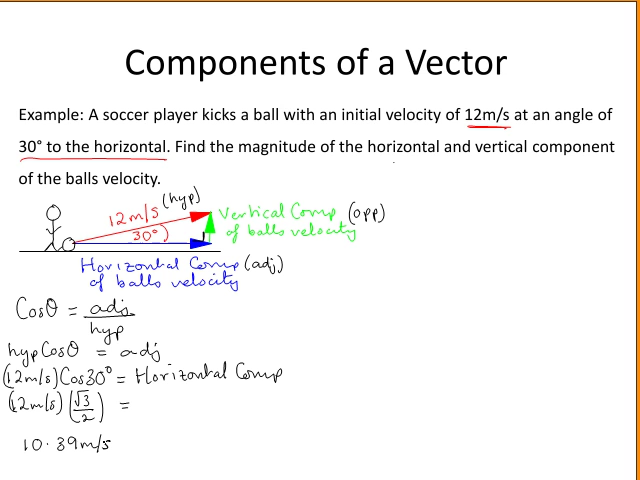 Components of a Vector
Example: A soccer player kicks a ball with an initial velocity of 12m/s at an angle of
30° to the horizontal. Find the magnitude of the horizontal and vertical component
of the balls velocity.
12m/s (hyp)
30°
Vertical Comp (opp)
of balls velocity
Horizontal Comp (adj)
of balls velocity
Cosθ = adj/hyp
hyp Cosθ = adj
(12m/s) Cos30° = Horizontal Comp
(12m/s) (√3/2) =
10.39m/s